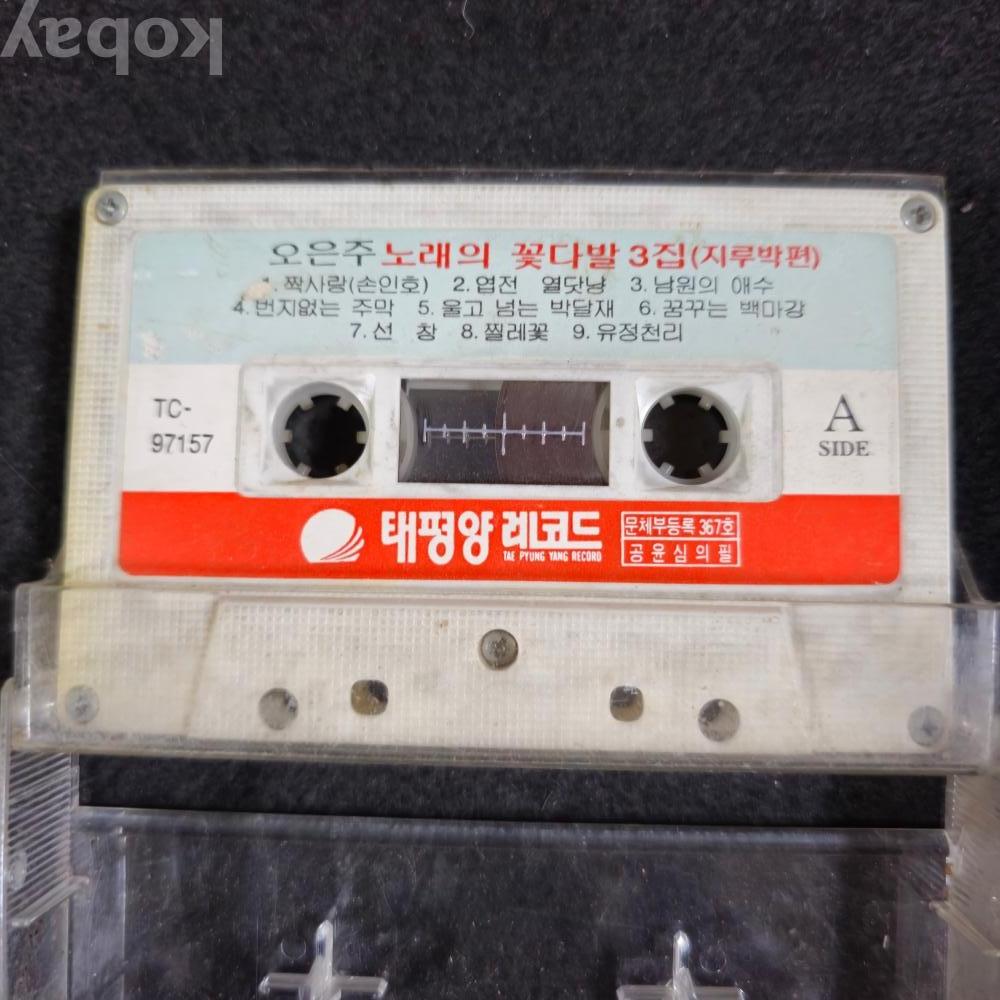 kobay
오은주 노래의 꽃다발 3집(지루박편)
1.짝사랑(손인호) 2.엽전 열닷냥 3.남원의 애수
4.번지없는 주막 5.울고 넘는 박달재 6.꿈꾸는 백마강
7.선 창 8.찔레꽃 9.유정천리
TC-
97157
A
SIDE
태평양 레코드
TAE PYUNG YANG RECORD
문체부등록 367호
공윤심의필